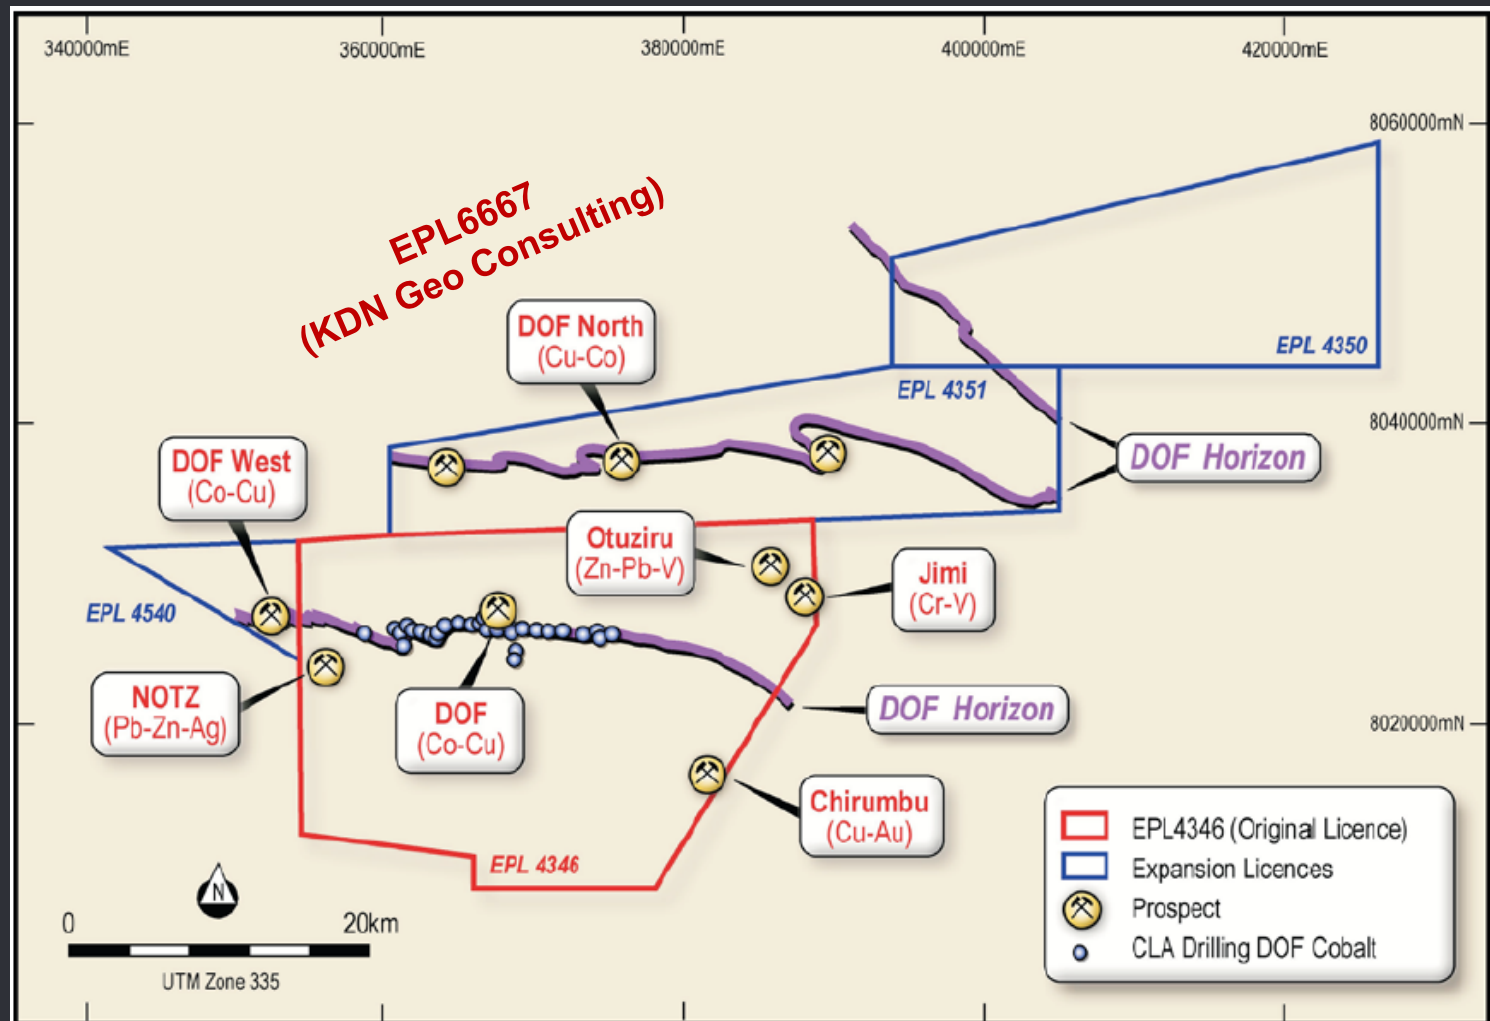 340000mE
360000mE
380000mE
400000mE
420000mE
8060000mN
EPL6667
(KDN Geo Consulting)
DOF North
(Cu-Co)
EPL 4350
EPL 4351
8040000mN
DOF West
(Co-Cu)
DOF Horizon
Otuziru
(Zn-Pb-V)
Jimi
(Cr-V)
EPL 4540
NOTZ
(Pb-Zn-Ag)
DOF
(Co-Cu)
DOF Horizon
8020000mN
Chirumbu
(Cu-Au)
EPL 4346
N
0
20km
UTM Zone 335
EPL4346 (Original Licence)
Expansion Licences
Prospect
CLA Drilling DOF Cobalt